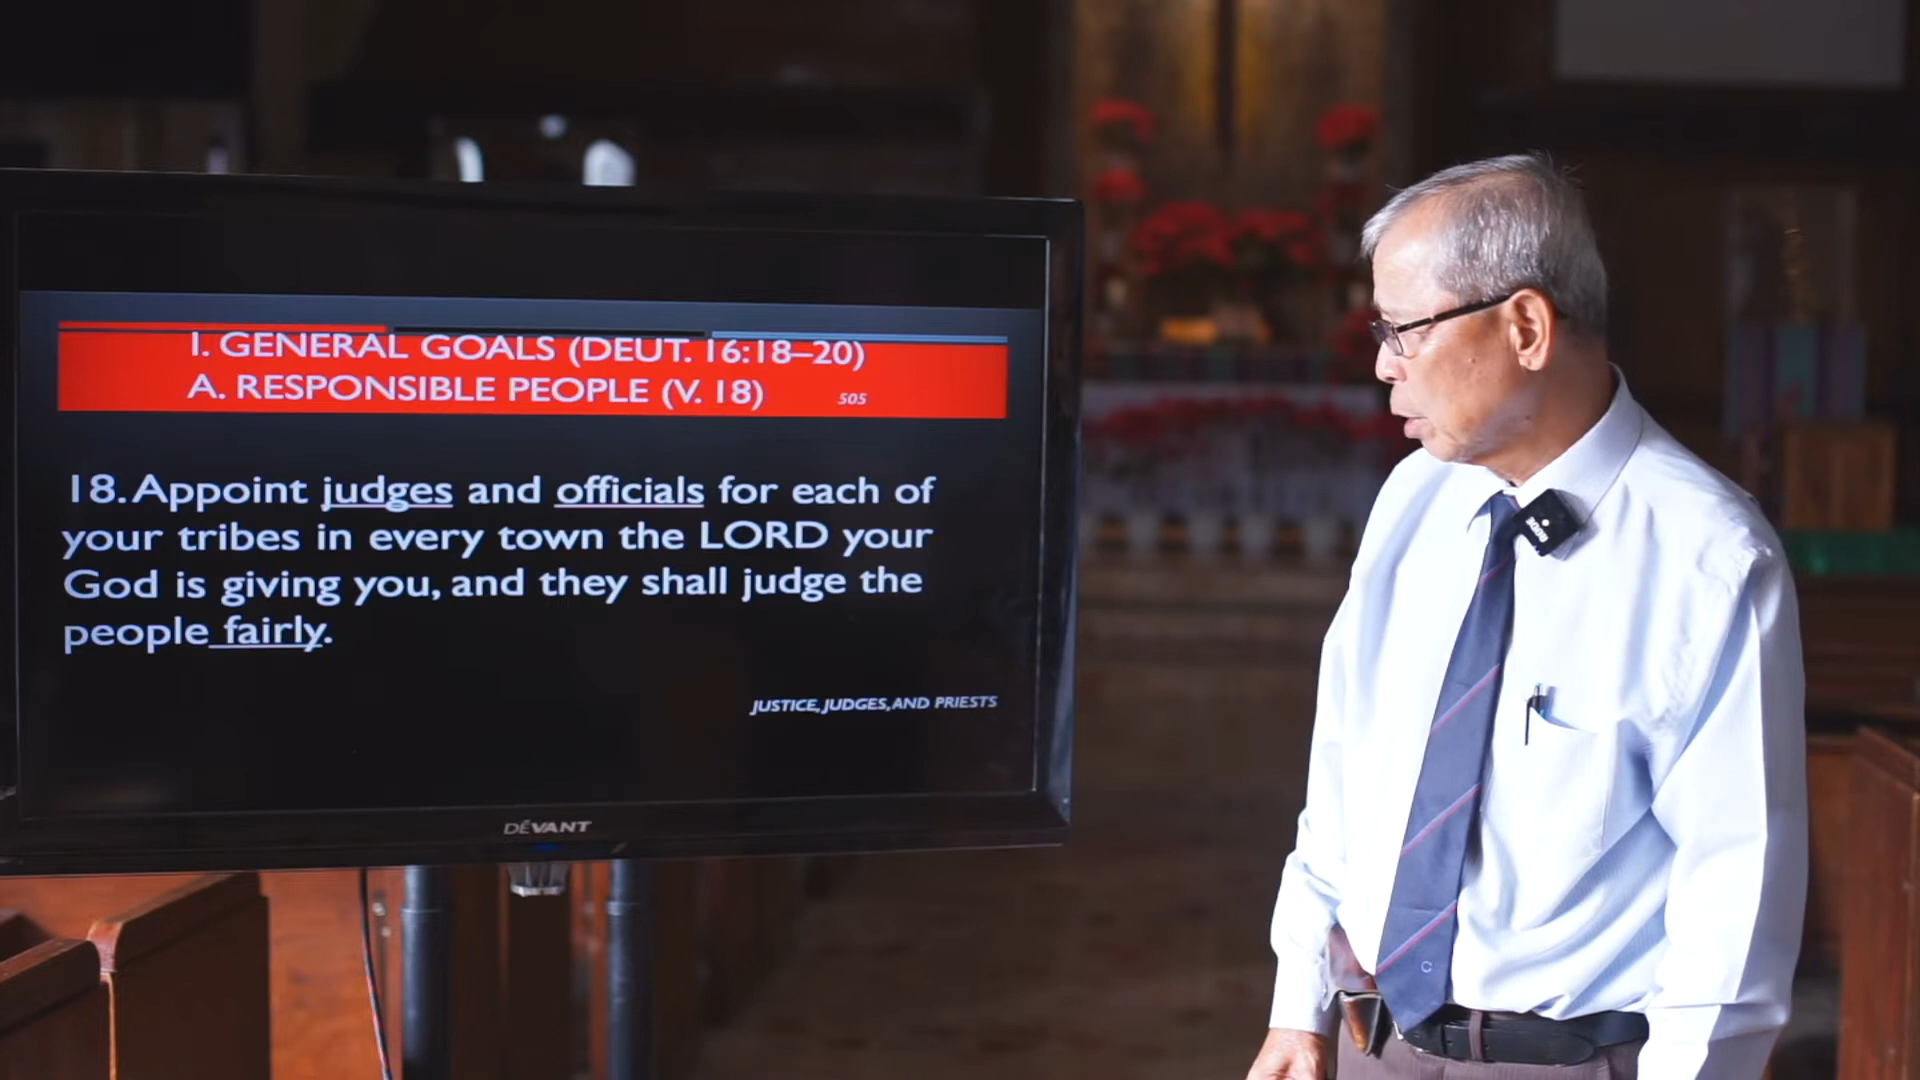 I. GENERAL GOALS (DEUT. 16:18–20)
A. RESPONSIBLE PEOPLE (V. 18) 505
18. Appoint judges and officials for each of
your tribes in every town the LORD your
God is giving you, and they shall judge the
people fairly.
JUSTICE, JUDGES, AND PRIESTS
DEVANT